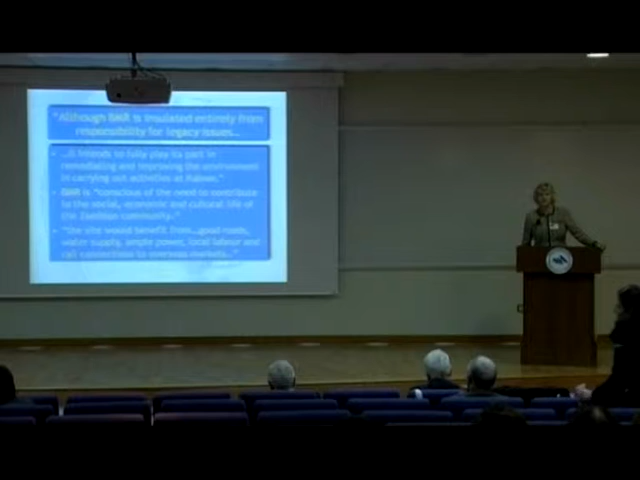 "Although BMR is insulated entirely from
responsibility for legacy issues…
…it intends to fully play its part in
remediating and improving the environment
in carrying out activities at Kabwe."
BMR is "conscious of the need to contribute
to the social, economic and cultural life of
the Zambian community."
"the site would benefit from…good roads,
water supply, ample power, local labour and
rail connections to overseas markets…"